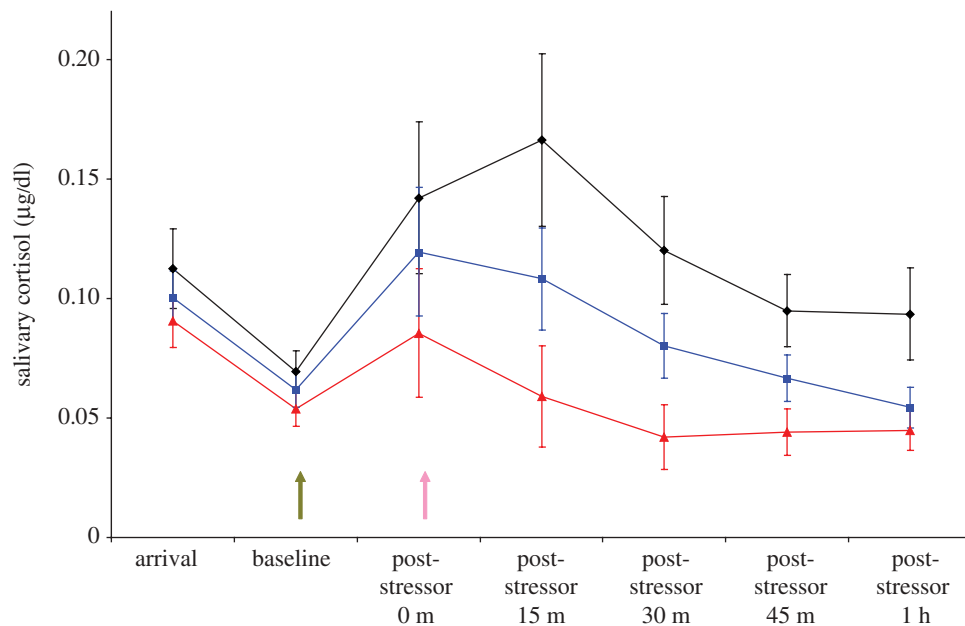 0.20
0.15
0.10
0.05
0
salivary cortisol (µg/dl)
arrival
baseline
post-
stressor
0 m
post-
stressor
15 m
post-
stressor
30 m
post-
stressor
45 m
post-
stressor
1 h